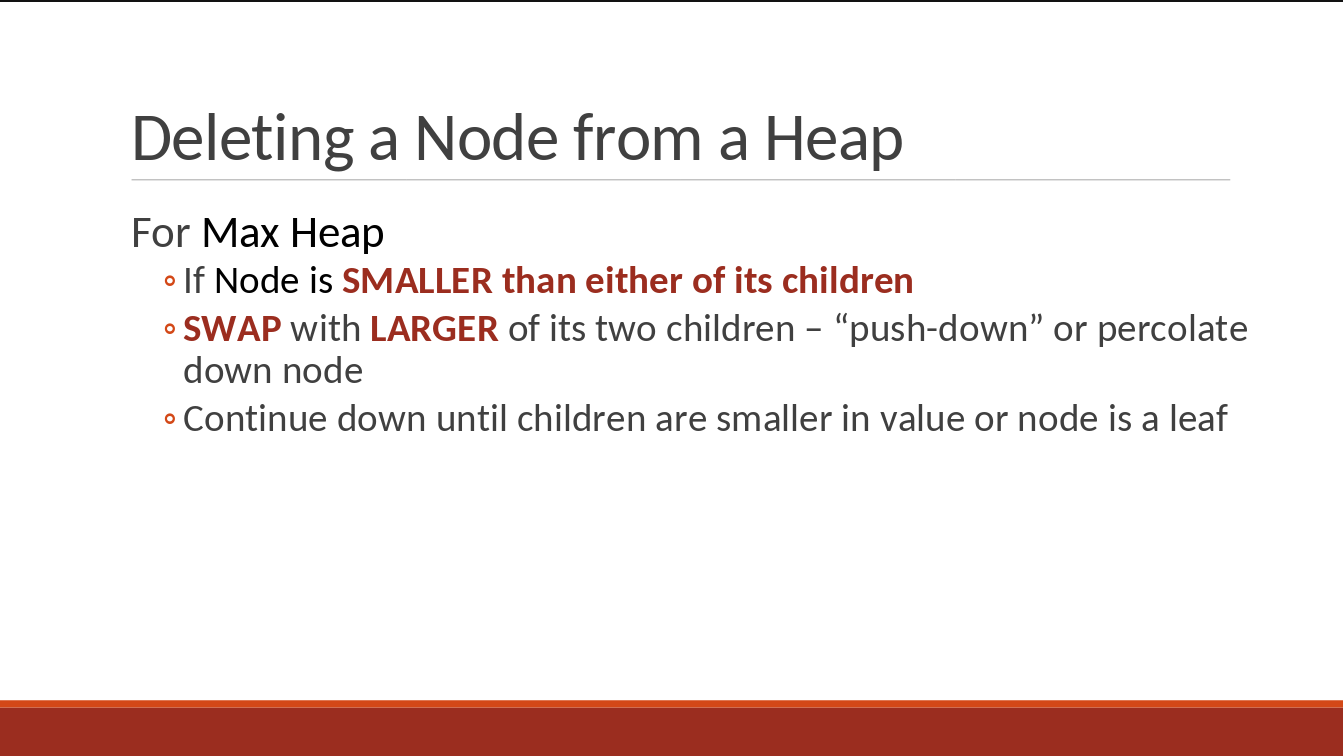 Deleting a Node from a Heap
For Max Heap
◦ If Node is SMALLER than either of its children
◦ SWAP with LARGER of its two children – “push-down” or percolate
down node
◦ Continue down until children are smaller in value or node is a leaf